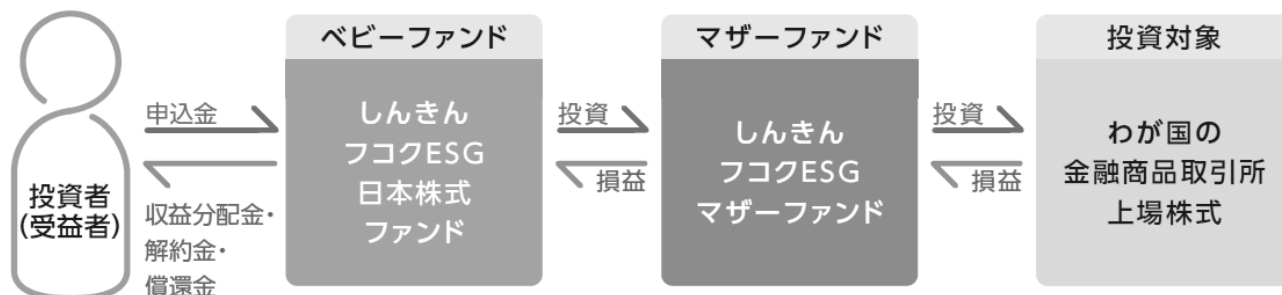 投資者
(受益者)
申込金
収益分配金・
解約金・
償還金
ベビーファンド
しんきん
フコクESG
日本株式
ファンド
投資
損益
マザーファンド
しんきん
フコクESG
マザーファンド
投資
損益
投資対象
わが国の
金融商品取引所
上場株式